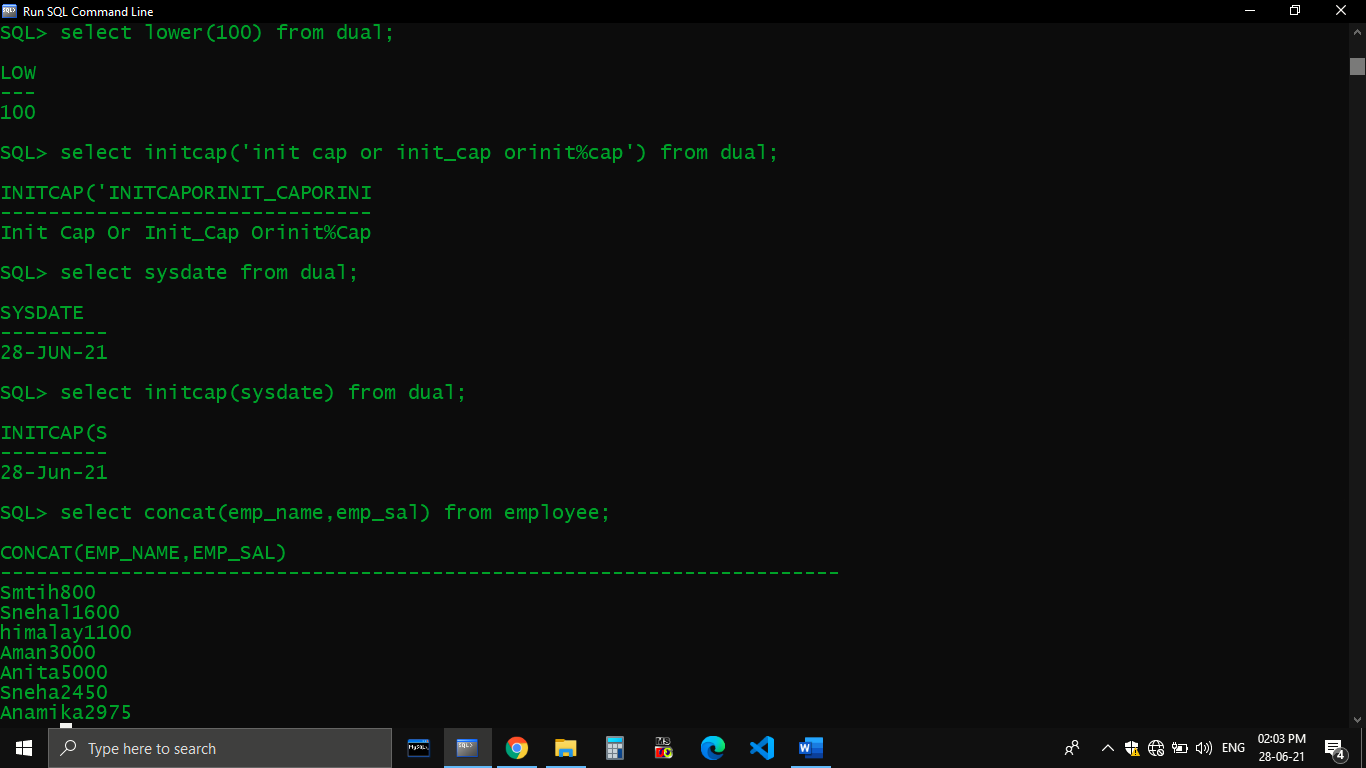 Run SQL Command Line
SQL> select lower(100) from dual;
LOW
---
100
SQL> select initcap('init cap or init_cap orinit%cap') from dual;
INITCAP('INITCAPORINIT_CAPORINI
-------------------------------
Init Cap Or Init_Cap Orinit%Cap
SQL> select sysdate from dual;
SYSDATE
---------
28-JUN-21
SQL> select initcap(sysdate) from dual;
INITCAP(S
---------
28-Jun-21
SQL> select concat(emp_name,emp_sal) from employee;
CONCAT(EMP_NAME,EMP_SAL)
----------------------------------------------------------------------
Smtih800
Snehal1600
himalay1100
Aman3000
Anita5000
Sneha2450
Anamika2975
Type here to search
ENG
02:03 PM
28-06-21
4